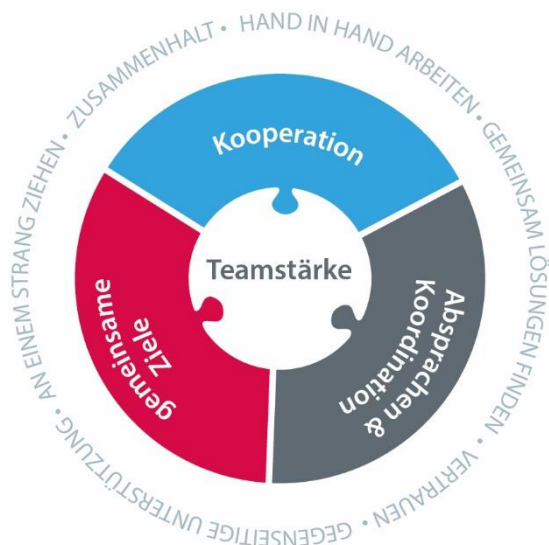 ZUSAMMENHALT • HAND IN HAND ARBEITEN • GEMEINSAM LÖSUNGEN FINDEN • VERTRAUEN • GEGENSEITIGE UNTERSTÜTZUNG • AN EINEM STRANG ZIEHEN •
Kooperation
Teamstärke
Absprachen &
Koordination
gemeinsame
Ziele